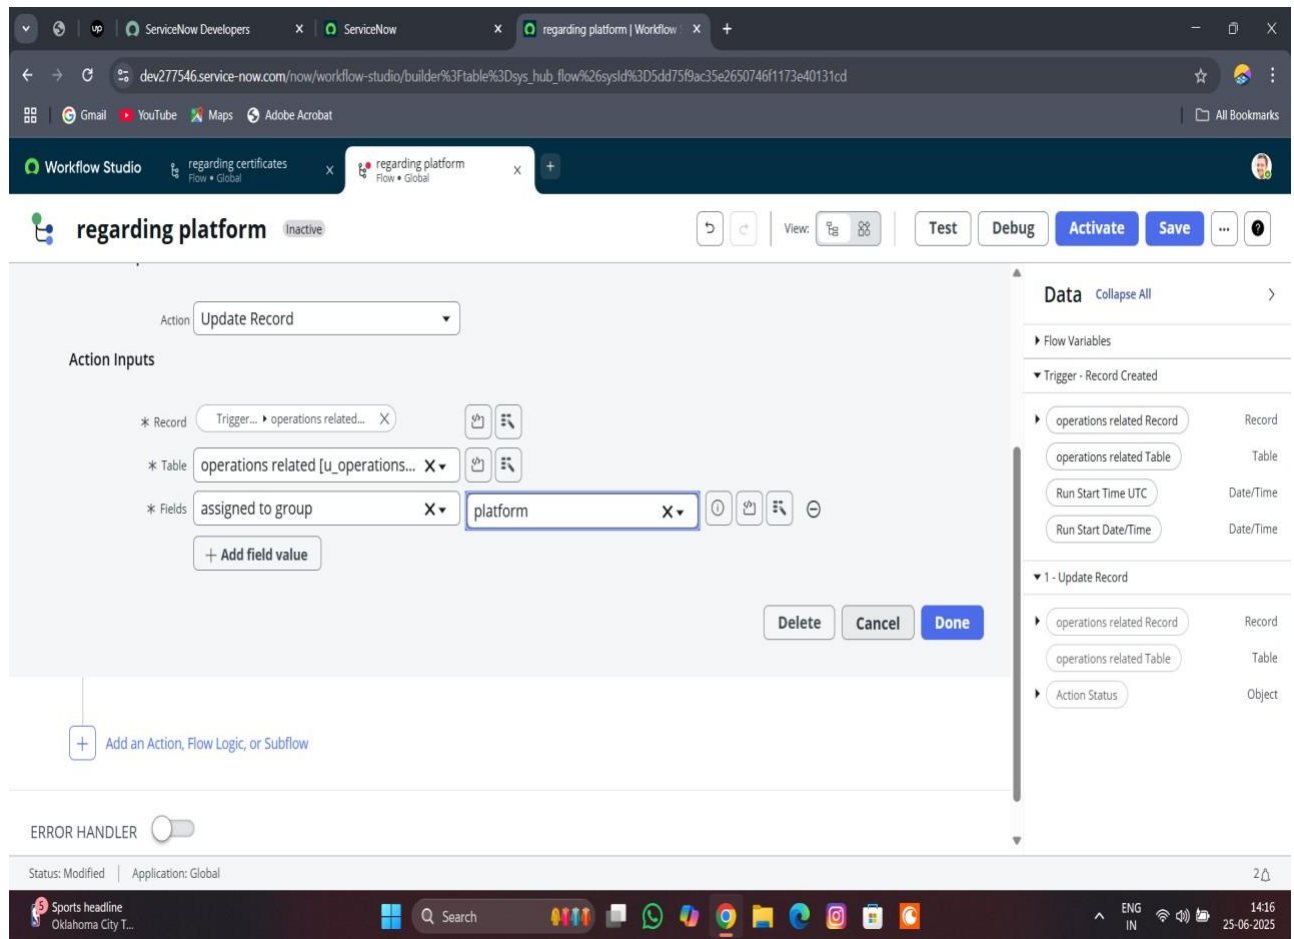 ServiceNow Developers
ServiceNow
regarding platform | Workflow S
dev277546.service-now.com/now/workflow-studio/builder%3Ftable%3Dsys_hub_flow%26sysId%3D5dd75f9ac35e2650746f1173e40131cd
Gmail
YouTube
Maps
Adobe Acrobat
All Bookmarks
Workflow Studio
regarding certificates
Flow • Global
regarding platform
Flow • Global
regarding platform
Inactive
View:
Test
Debug
Activate
Save
Action
Update Record
Action Inputs
* Record
Trigger... ▸ operations related...
* Table
operations related [u_operations...
* Fields
assigned to group
platform
+ Add field value
Delete
Cancel
Done
Add an Action, Flow Logic, or Subflow
ERROR HANDLER
Data
Collapse All
Flow Variables
Trigger - Record Created
operations related Record
Record
operations related Table
Table
Run Start Time UTC
Date/Time
Run Start Date/Time
Date/Time
1 - Update Record
operations related Record
Record
operations related Table
Table
Action Status
Object
Status: Modified
Application: Global
2
5
Sports headline
Oklahoma City T...
Search
ENG
IN
14:16
25-06-2025